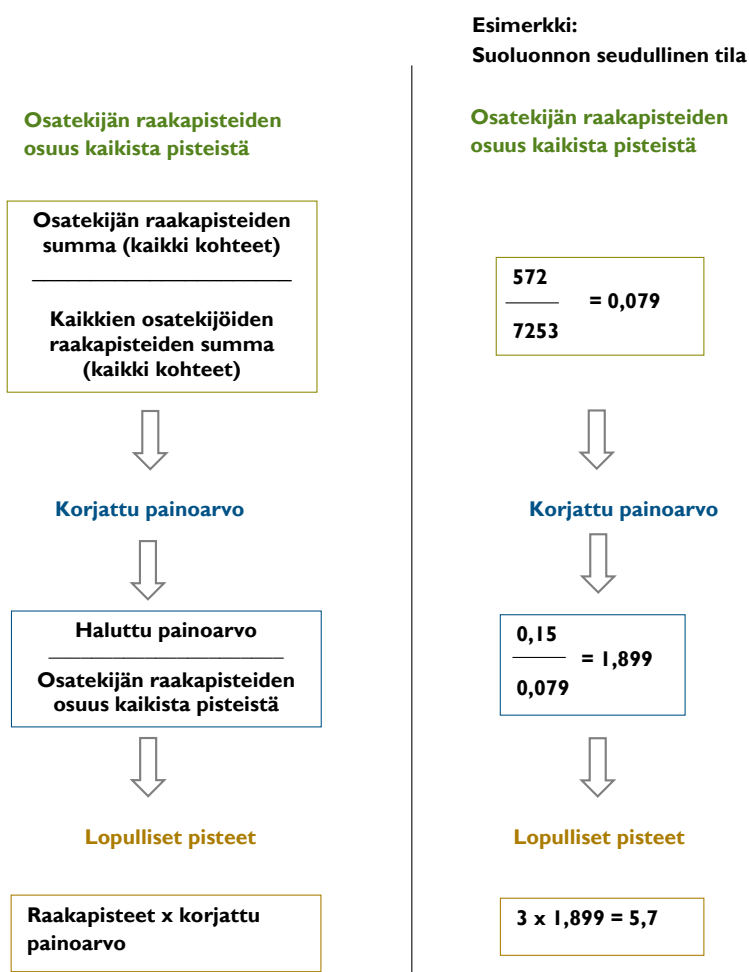 Osatekijän raakapisteiden
osuus kaikista pisteistä
Osatekijän raakapisteiden
summa (kaikki kohteet)
Kaikkien osatekijöiden
raakapisteiden summa
(kaikki kohteet)
Korjattu painoarvo
Haluttu painoarvo
Osatekijän raakapisteiden
osuus kaikista pisteistä
Lopulliset pisteet
Raakapisteet x korjattu
painoarvo
Esimerkki:
Suoluonnon seudullinen tila
Osatekijän raakapisteiden
osuus kaikista pisteistä
572
= 0,079
7253
Korjattu painoarvo
0,15
= 1,899
0,079
Lopulliset pisteet
3 x 1,899 = 5,7